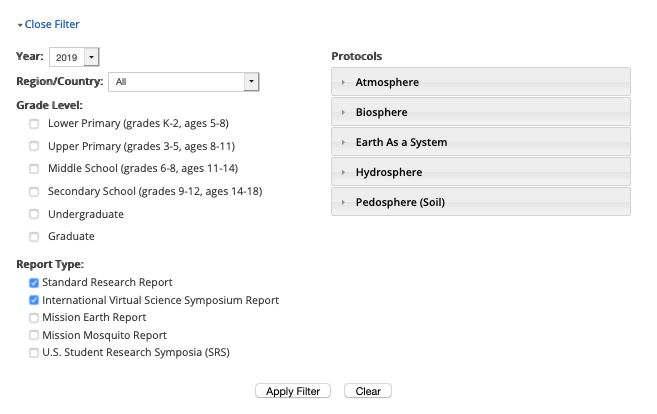 Close Filter
Year: 2019
Region/Country: All
Grade Level:
Lower Primary (grades K-2, ages 5-8)
Upper Primary (grades 3-5, ages 8-11)
Middle School (grades 6-8, ages 11-14)
Secondary School (grades 9-12, ages 14-18)
Undergraduate
Graduate
Report Type:
Standard Research Report
International Virtual Science Symposium Report
Mission Earth Report
Mission Mosquito Report
U.S. Student Research Symposia (SRS)
Protocols
Atmosphere
Biosphere
Earth As a System
Hydrosphere
Pedosphere (Soil)
Apply Filter Clear